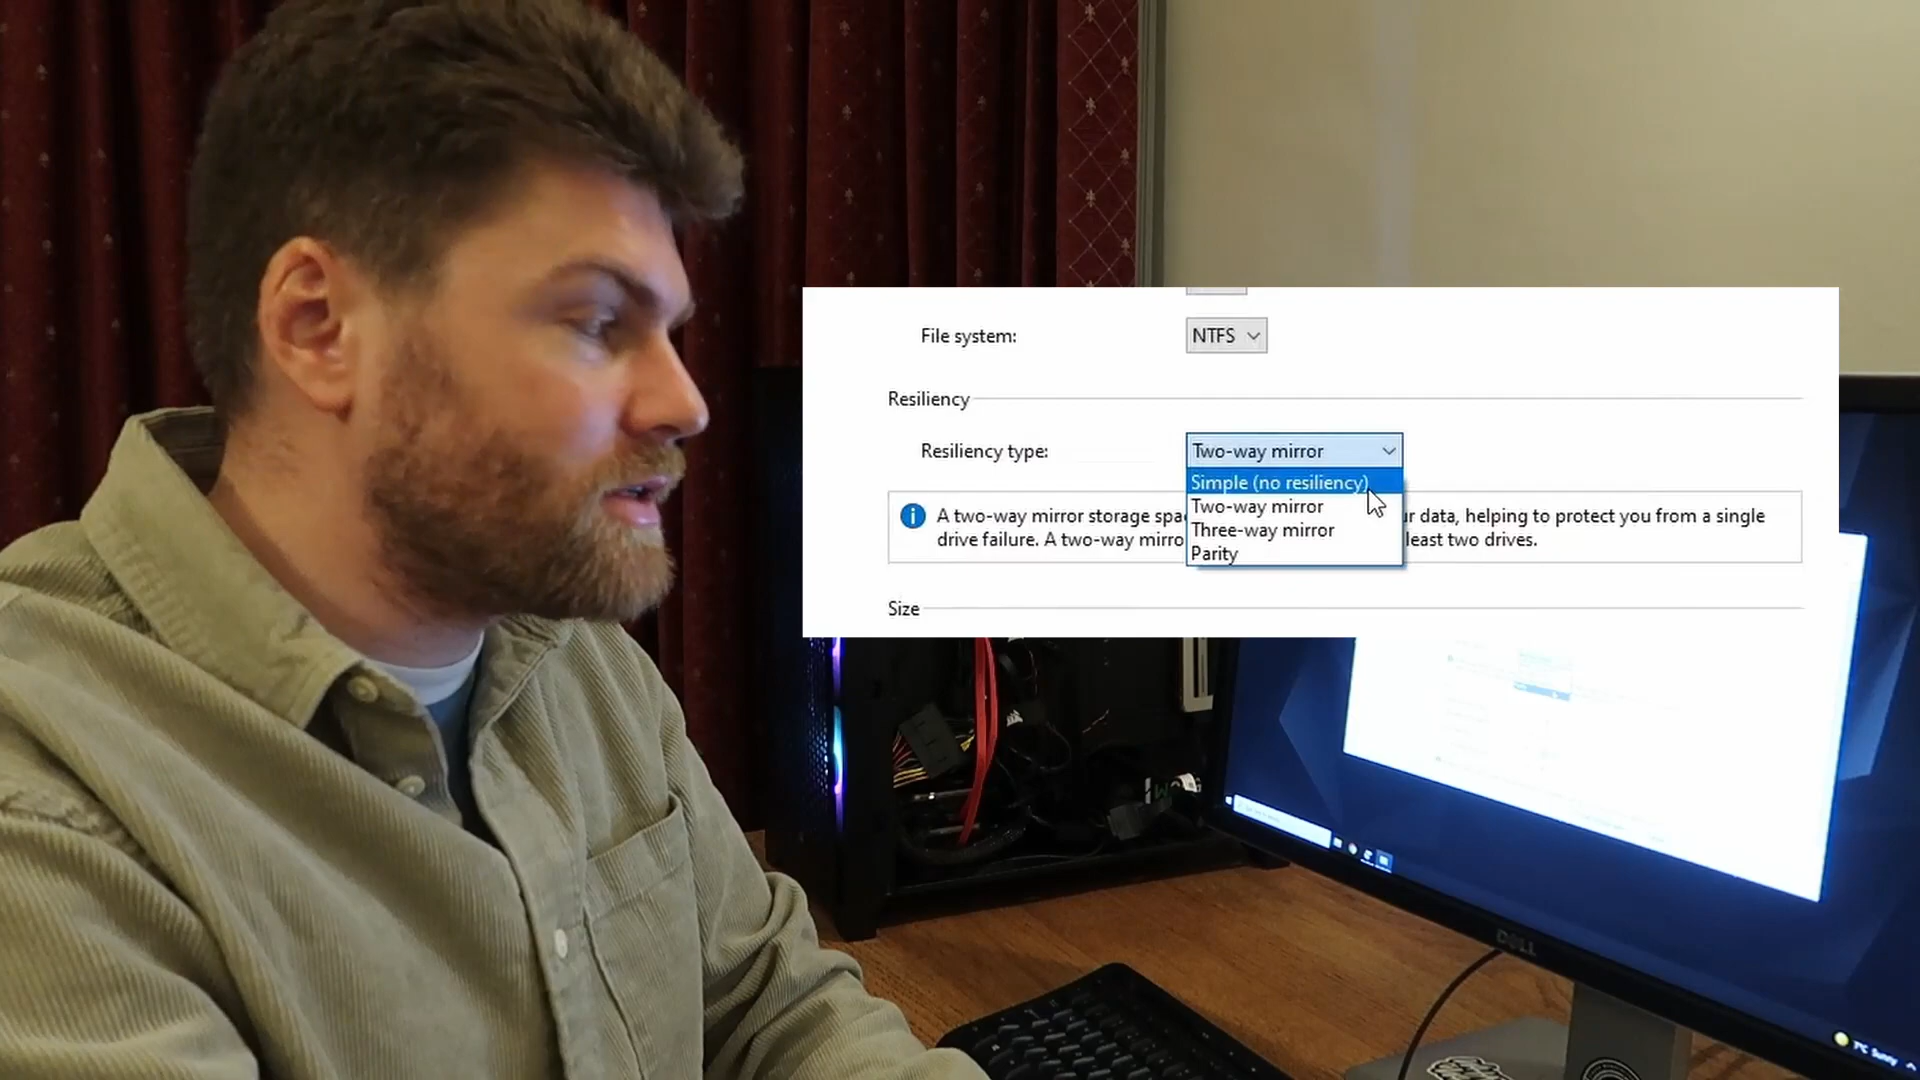 File system:
NTFS
Resiliency
Resiliency type:
Two-way mirror
Simple (no resiliency)
Two-way mirror
Three-way mirror
Parity
A two-way mirror storage spa r data, helping to protect you from a single
drive failure. A two-way mirro least two drives.
Size
DELL
7°C Sunny